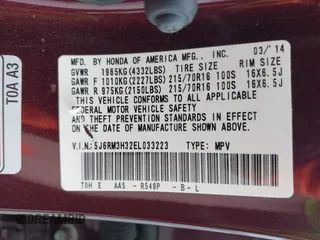 TOA A3
MFD. BY HONDA OF AMERICA MFG., INC. 03/14
GVWR 1965KG(4332LBS) TIRE SIZE RIM SIZE
GAWR F 1010KG(2227LBS) 215/70R16 100S 16X6.5J
GAWR R 975KG(2150LBS) 215/70R16 100S 16X6.5J
THIS VEHICLE CONFORMS TO ALL APPLICABLE
FEDERAL MOTOR VEHICLE SAFETY AND
THEFT PREVENTION STANDARDS IN EFFECT ON
THE DATE OF MANUFACTURE SHOWN ABOVE.
V.I.N:5J6RM3H32EL033223 TYPE: MPV
T0H E AA5 - R548P - B - L
DREAMND